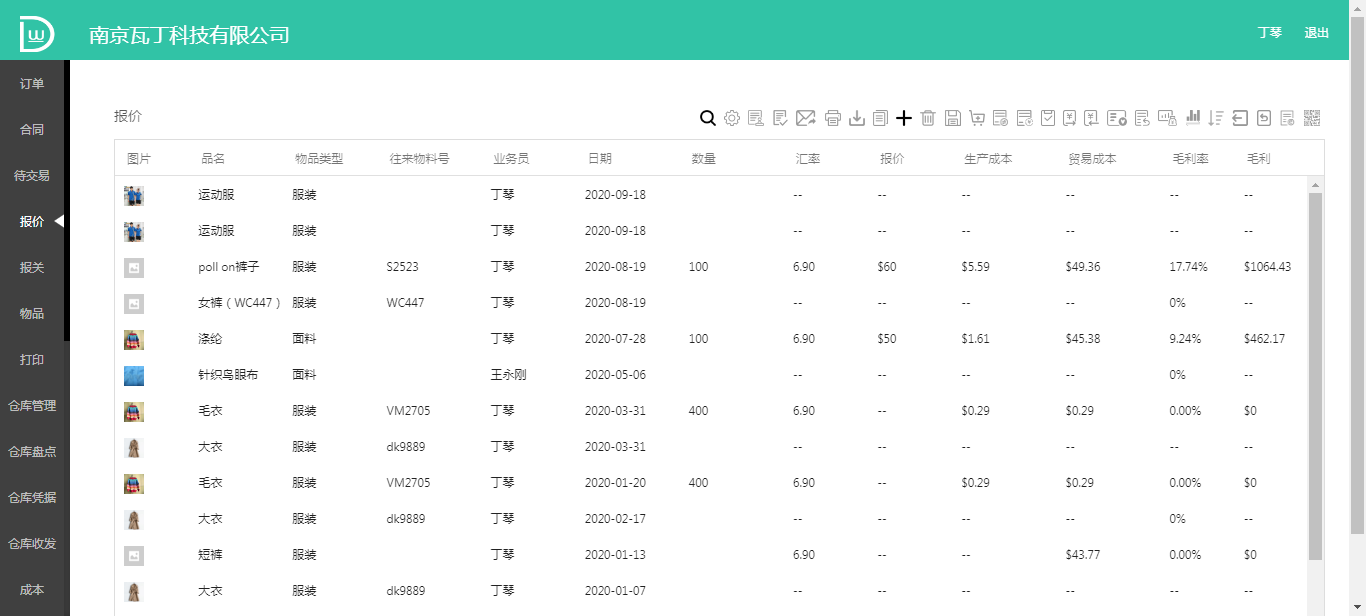 南京瓦丁科技有限公司 丁琴 退出
订单
合同
待交易
报价
报关
物品
打印
仓库管理
仓库盘点
仓库凭据
仓库收发
成本
报价
图片 品名 物品类型 往来物料号 业务员 日期 数量 汇率 报价 生产成本 贸易成本 毛利率 毛利
运动服 服装 丁琴 2020-09-18 -- -- -- -- -- --
运动服 服装 丁琴 2020-09-18 -- -- -- -- -- --
poll on裤子 服装 S2523 丁琴 2020-08-19 100 6.90 $60 $5.59 $49.36 17.74% $1064.43
女裤（WC447） 服装 WC447 丁琴 2020-08-19 -- -- -- -- 0% --
涤纶 面料 丁琴 2020-07-28 100 6.90 $50 $1.61 $45.38 9.24% $462.17
针织鸟眼布 面料 王永刚 2020-05-06 -- -- -- -- 0% --
毛衣 服装 VM2705 丁琴 2020-03-31 400 6.90 -- $0.29 $0.29 0.00% $0
大衣 服装 dk9889 丁琴 2020-03-31 -- -- -- -- -- --
毛衣 服装 VM2705 丁琴 2020-01-20 400 6.90 -- $0.29 $0.29 0.00% $0
大衣 服装 dk9889 丁琴 2020-02-17 -- -- -- -- 0% --
短裤 服装 丁琴 2020-01-13 6.90 -- -- $43.77 0.00% $0
大衣 服装 dk9889 丁琴 2020-01-07 -- -- -- -- -- --